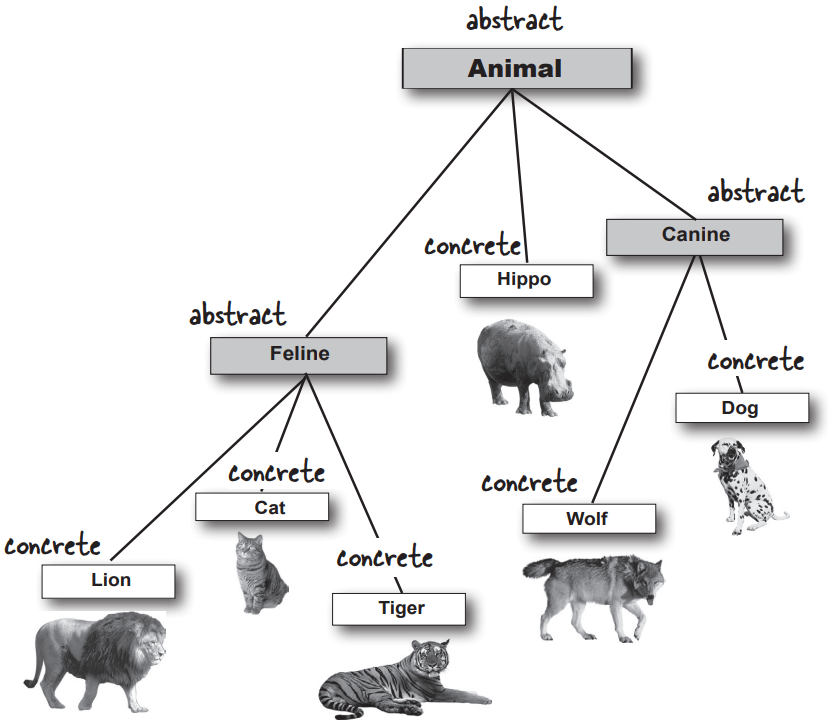 abstract
Animal
abstract
Canine
concrete
Hippo
abstract
Feline
concrete
Dog
concrete
Cat
concrete
Wolf
concrete
Lion
concrete
Tiger